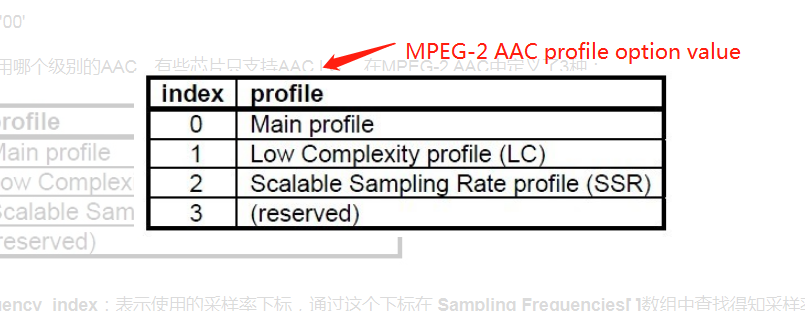 '00'
MPEG-2 AAC profile option value
用哪个级别的AAC，有些芯片只支持AAC 在MPEG-2 AAC中定义了3种：
index profile
0 Main profile
1 Low Complexity profile (LC)
2 Scalable Sampling Rate profile (SSR)
3 (reserved)
rofile
Main profile
ow Complex
Scalable Sam
reserved)
uency_index：表示使用的采样率下标，通过这个下标在 Sampling Frequencies[ ]数组中查找得知采样率